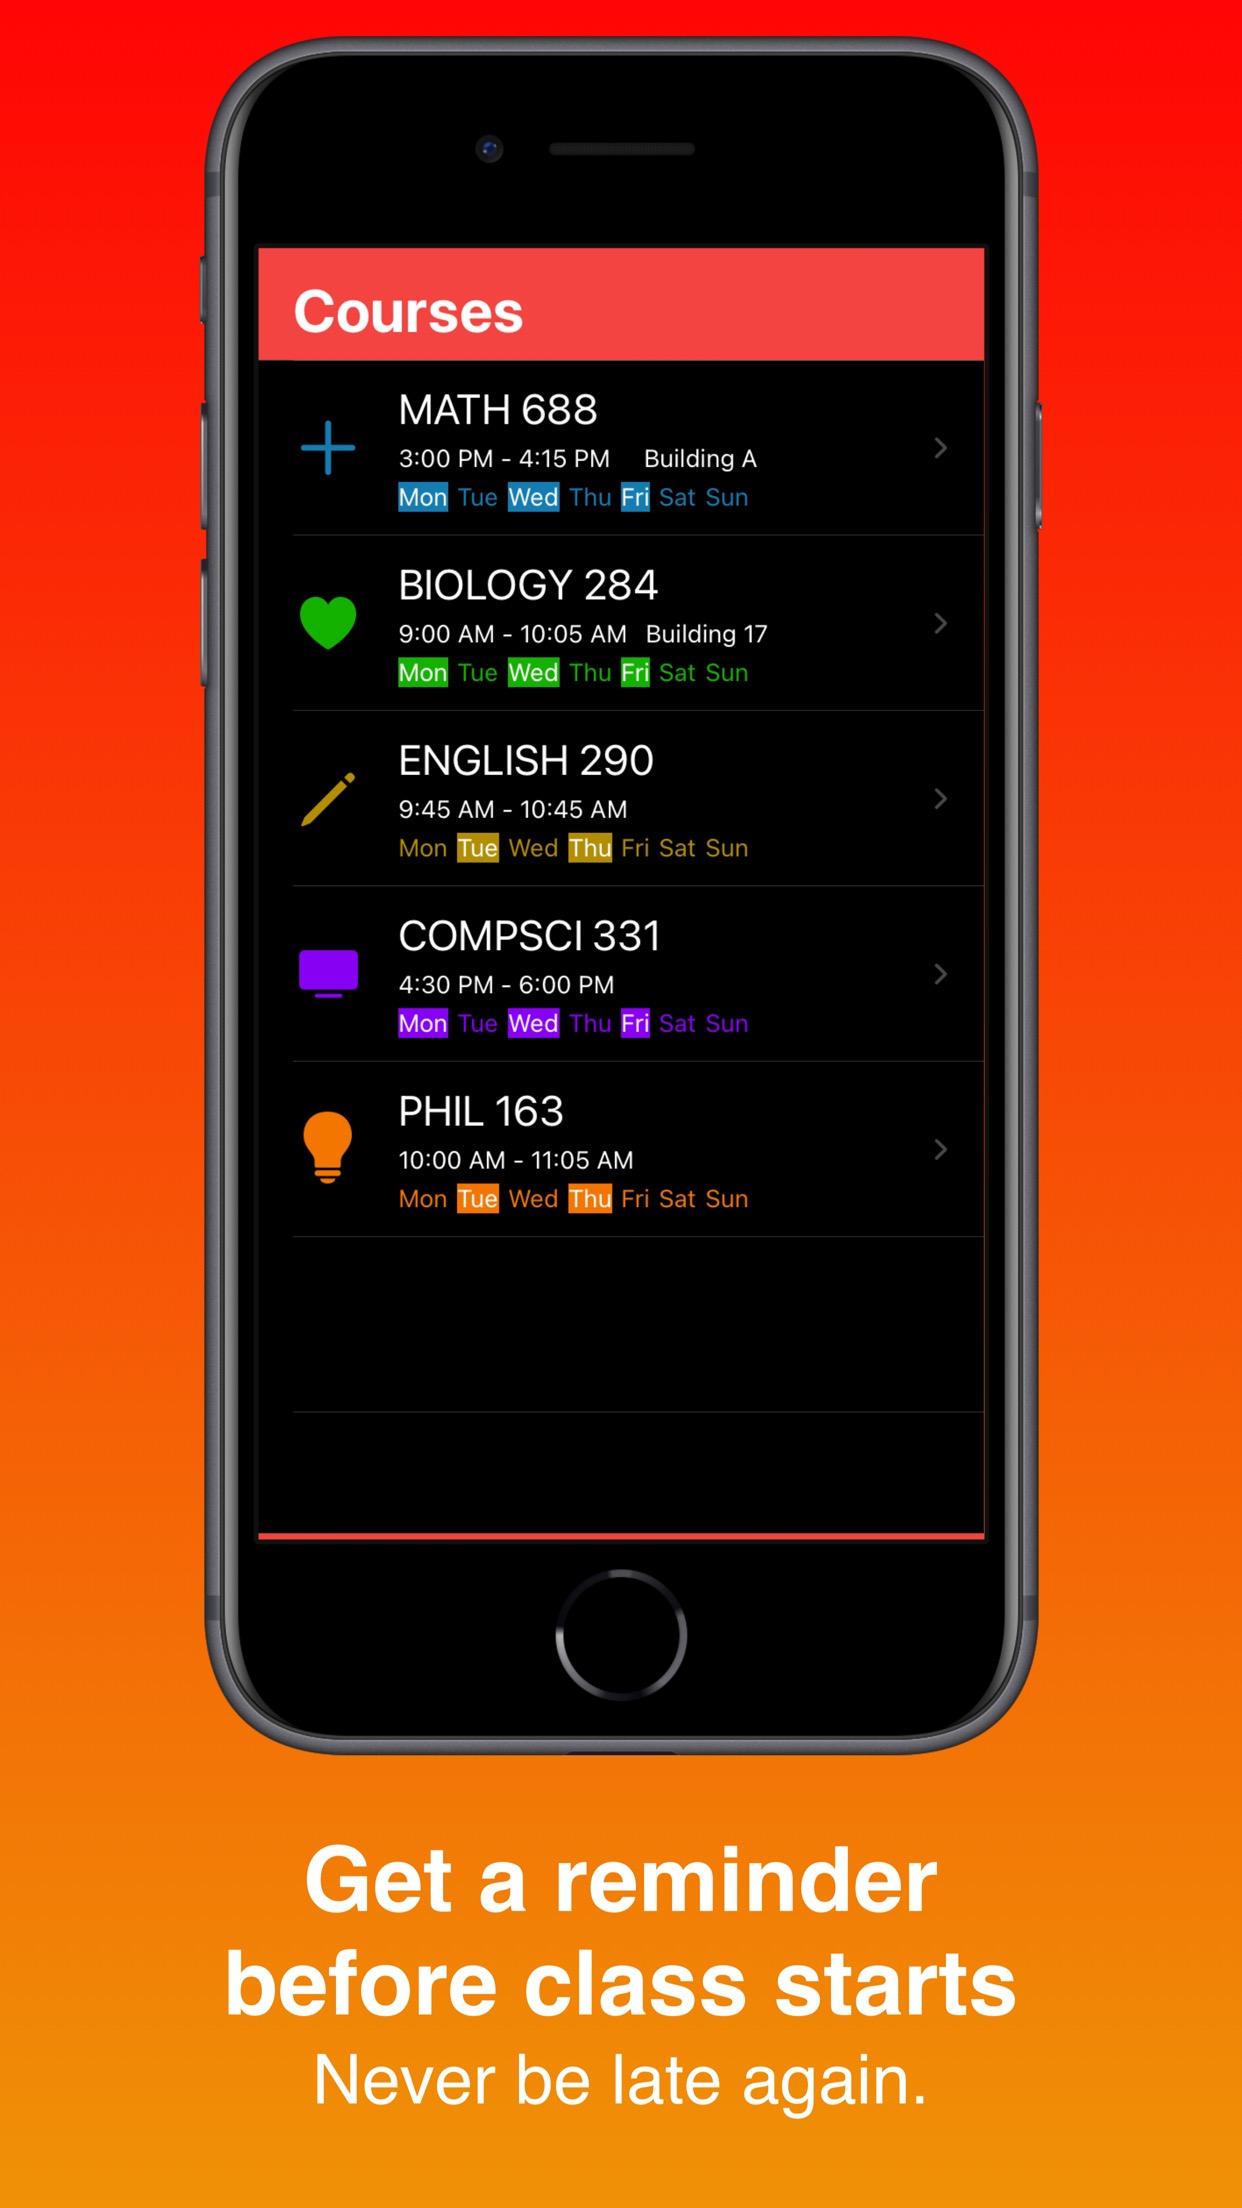 Courses
MATH 688
3:00 PM - 4:15 PM Building A
Mon Tue Wed Thu Fri Sat Sun
BIOLOGY 284
9:00 AM - 10:05 AM Building 17
Mon Tue Wed Thu Fri Sat Sun
ENGLISH 290
9:45 AM - 10:45 AM
Mon Tue Wed Thu Fri Sat Sun
COMPSCI 331
4:30 PM - 6:00 PM
Mon Tue Wed Thu Fri Sat Sun
PHIL 163
10:00 AM - 11:05 AM
Mon Tue Wed Thu Fri Sat Sun
Get a reminder
before class starts
Never be late again.